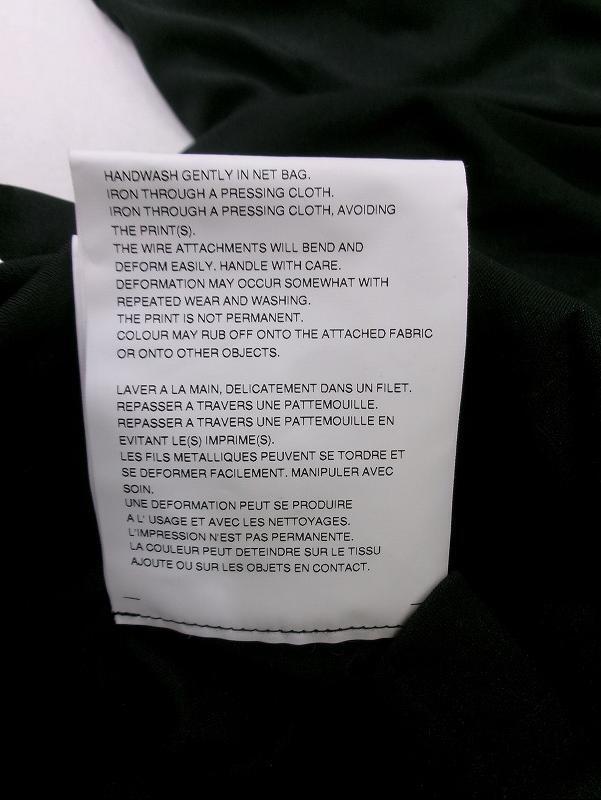 HANDWASH GENTLY IN NET BAG.
IRON THROUGH A PRESSING CLOTH.
IRON THROUGH A PRESSING CLOTH, AVOIDING
THE PRINT(S).
THE WIRE ATTACHMENTS WILL BEND AND
DEFORM EASILY. HANDLE WITH CARE.
DEFORMATION MAY OCCUR SOMEWHAT WITH
REPEATED WEAR AND WASHING.
THE PRINT IS NOT PERMANENT.
COLOUR MAY RUB OFF ONTO THE ATTACHED FABRIC
OR ONTO OTHER OBJECTS.
LAVER A LA MAIN, DELICATEMENT DANS UN FILET.
REPASSER A TRAVERS UNE PATTEMOUILLE.
REPASSER A TRAVERS UNE PATTEMOUILLE EN
EVITANT LE(S) IMPRIME(S).
LES FILS METALLIQUES PEUVENT SE TORDRE ET
SE DEFORMER FACILEMENT. MANIPULER AVEC
SOIN.
UNE DEFORMATION PEUT SE PRODUIRE
A L' USAGE ET AVEC LES NETTOYAGES.
L'IMPRESSION N'EST PAS PERMANENTE.
LA COULEUR PEUT DETEINDRE SUR LE TISSU
AJOUTE OU SUR LES OBJETS EN CONTACT.